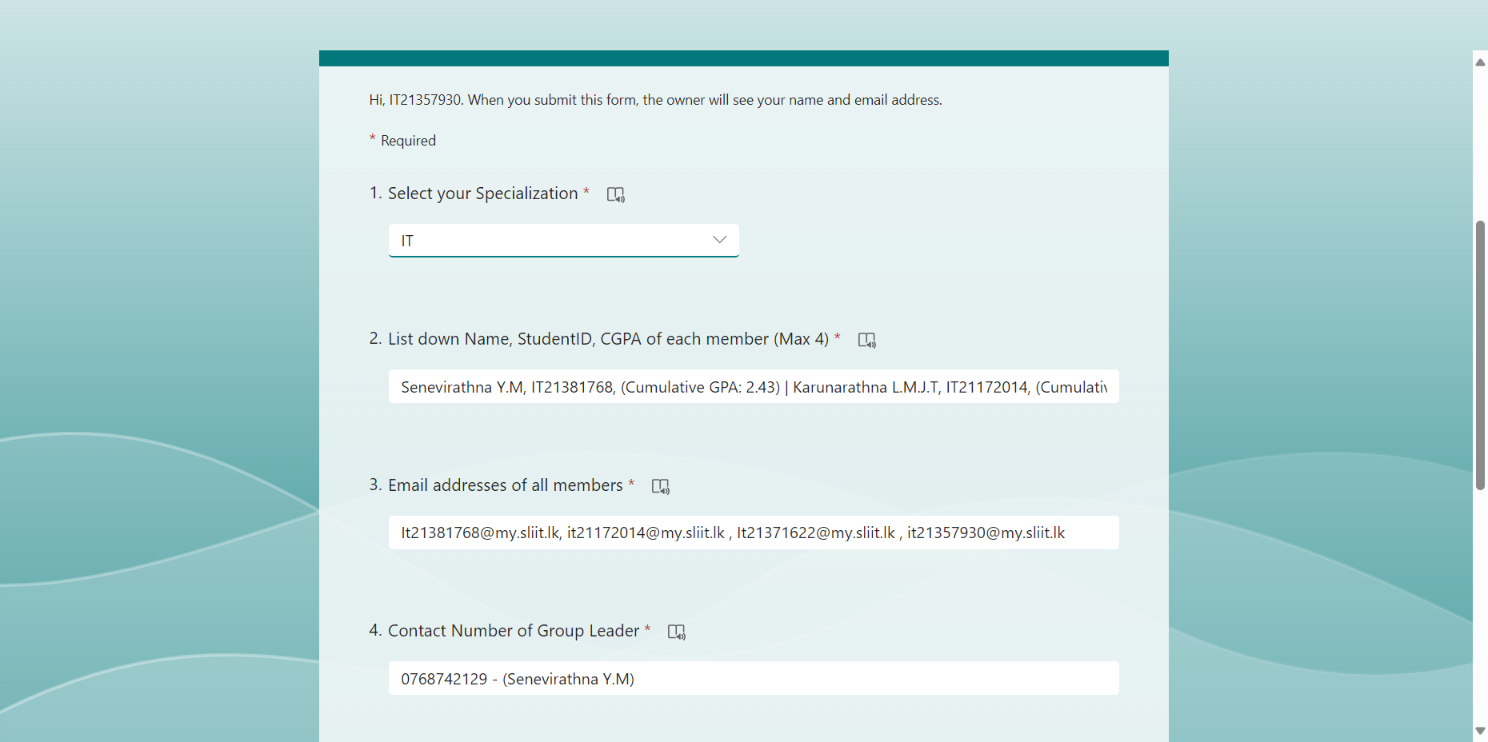 Hi, IT21357930. When you submit this form, the owner will see your name and email address.
* Required
1. Select your Specialization *
IT
2. List down Name, StudentID, CGPA of each member (Max 4) *
Senevirathna Y.M, IT21381768, (Cumulative GPA: 2.43) | Karunarathna L.M.J.T, IT21172014, (Cumulativ
3. Email addresses of all members *
It21381768@my.sliit.lk, it21172014@my.sliit.lk , It21371622@my.sliit.lk , it21357930@my.sliit.lk
4. Contact Number of Group Leader *
0768742129 - (Senevirathna Y.M)